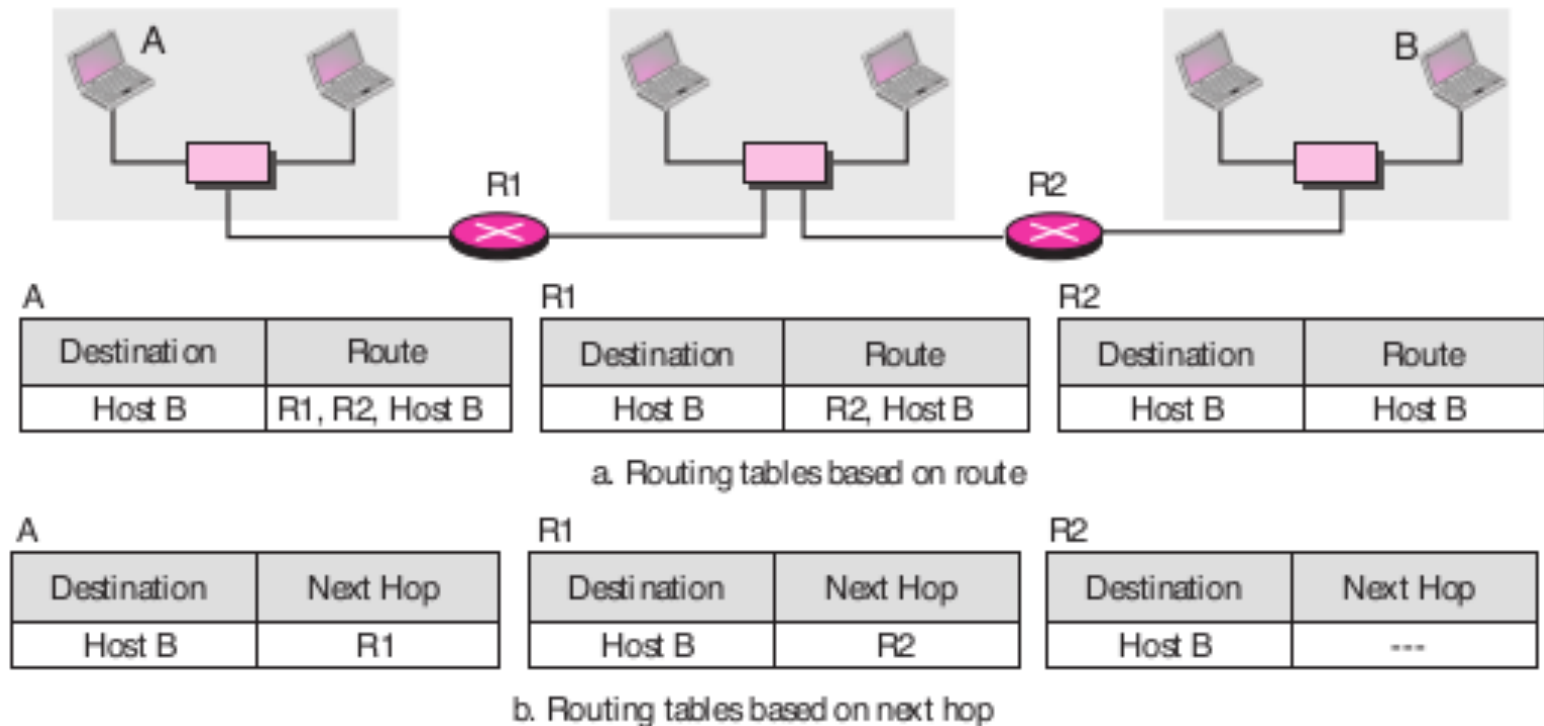 A
B
R1
R2
A
R1
R2
Destination Route
Destination Route
Destination Route
Host B R1, R2, Host B
Host B R2, Host B
Host B Host B
a. Routing tables based on route
A
R1
R2
Destination Next Hop
Destination Next Hop
Destination Next Hop
Host B R1
Host B R2
Host B ---
b. Routing tables based on next hop